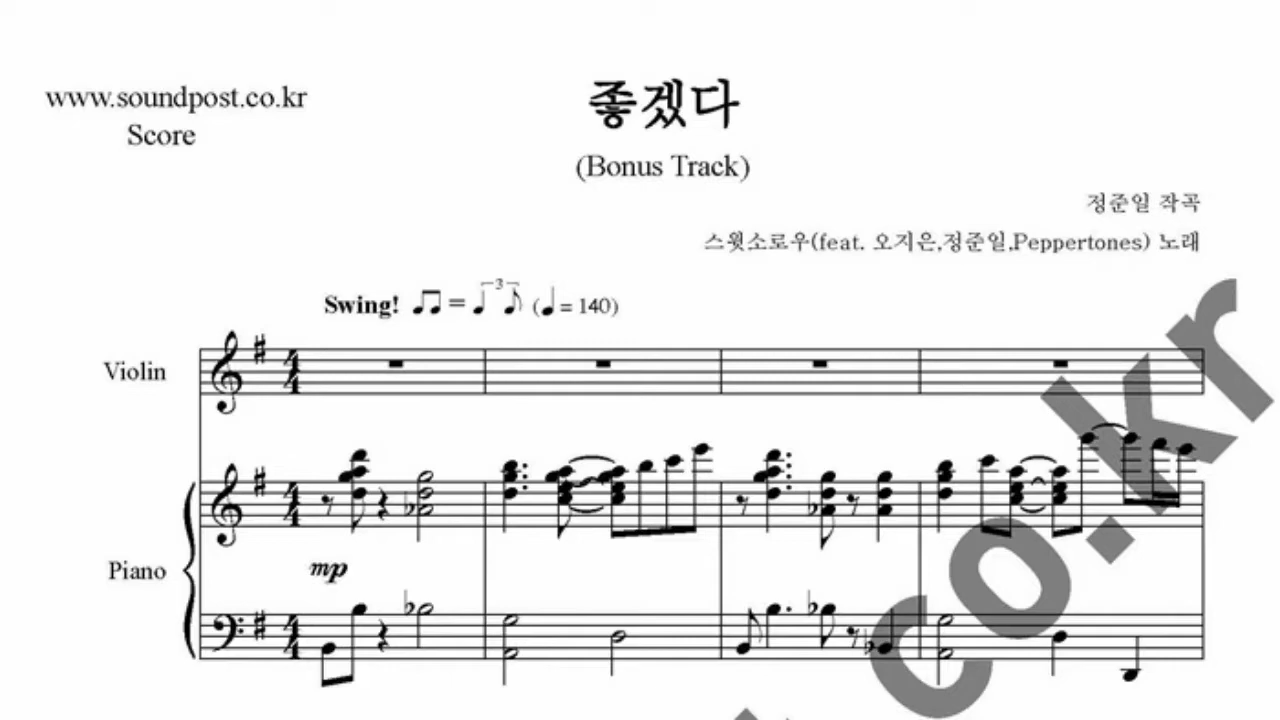 www.soundpost.co.kr
Score
좋겠다
(Bonus Track)
정준일 작곡
스윗소로우(feat. 오지은,정준일,Peppertones) 노래
Swing! = 3 ( = 140)
Violin
Piano
mp
co.kr